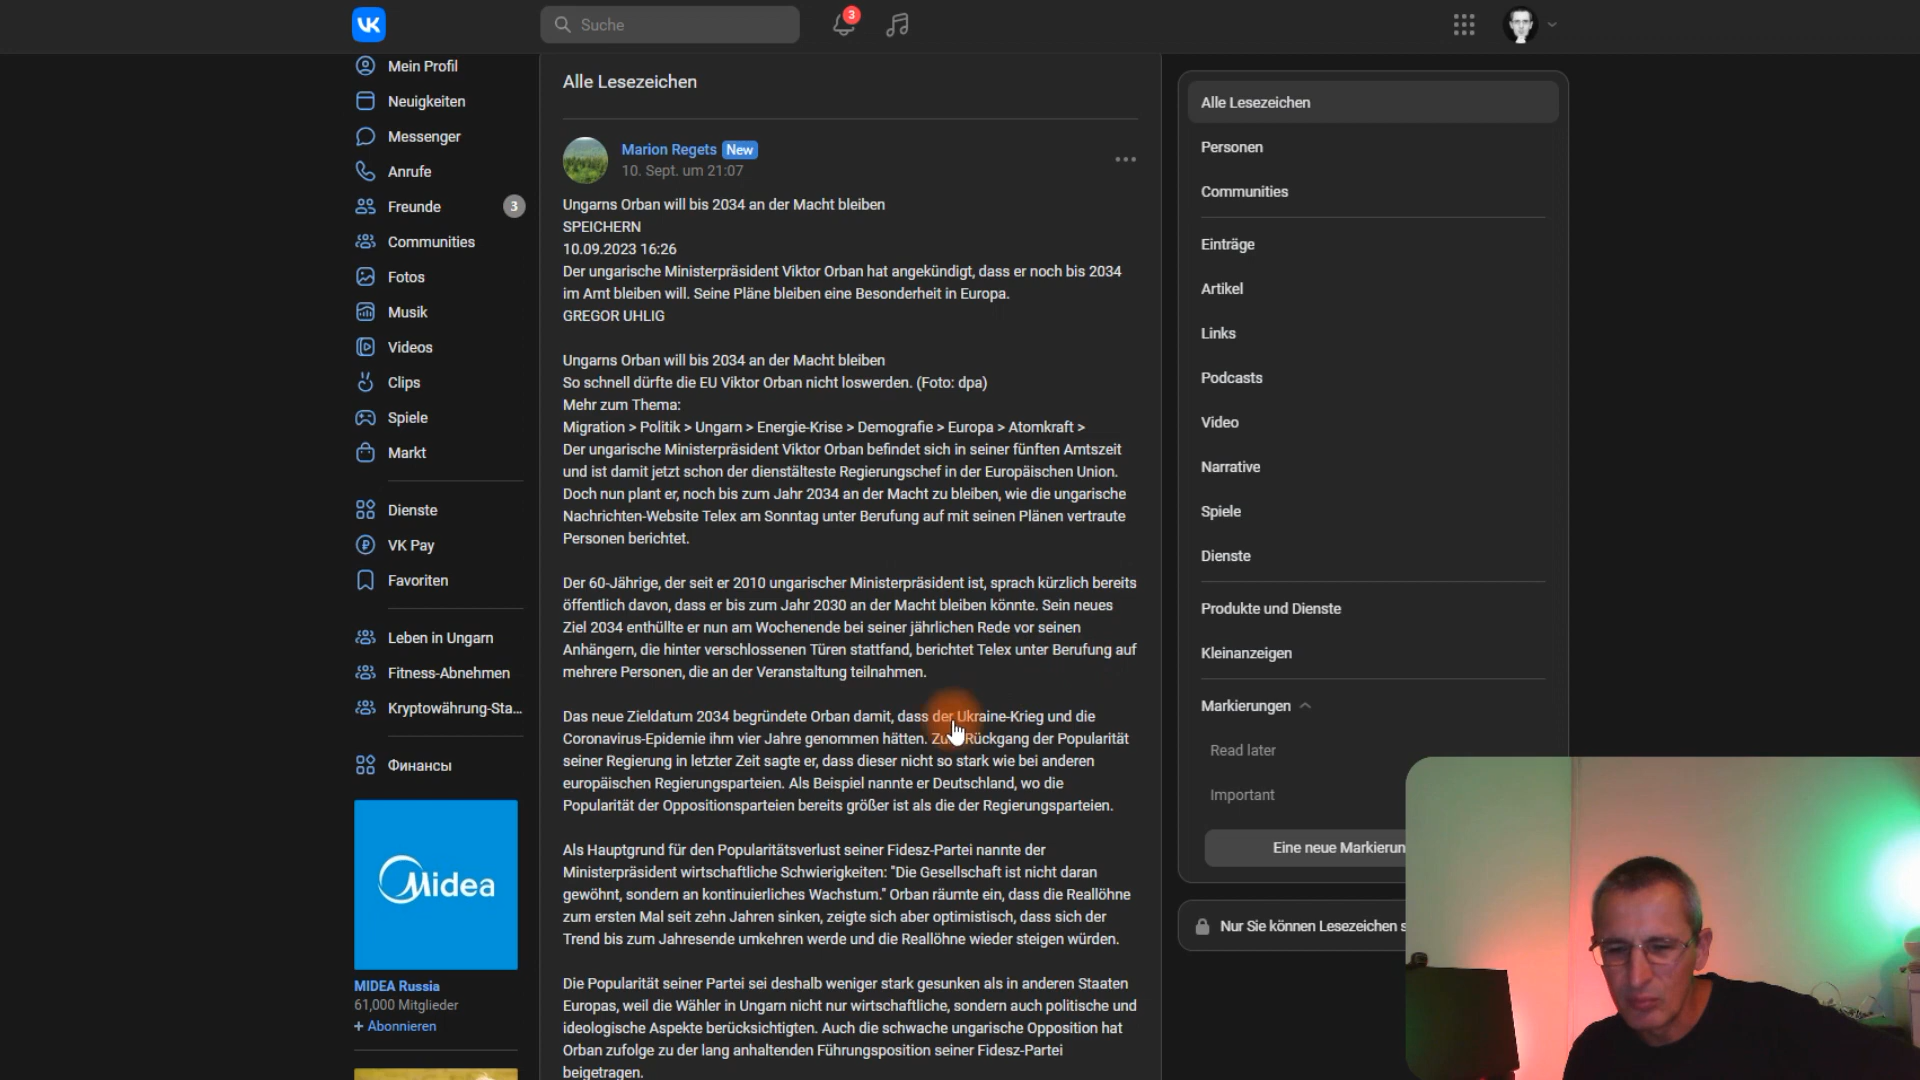 Suche
3
Mein Profil
Neuigkeiten
Messenger
Anrufe
Freunde
3
Communities
Fotos
Musik
Videos
Clips
Spiele
Markt
Dienste
VK Pay
Favoriten
Leben in Ungarn
Fitness-Abnehmen
Kryptowährung-Sta...
Финансы
Midea
MIDEA Russia
61,000 Mitglieder
+ Abonnieren
Alle Lesezeichen
Marion Regets New
10. Sept. um 21:07
Ungarns Orban will bis 2034 an der Macht bleiben
SPEICHERN
10.09.2023 16:26
Der ungarische Ministerpräsident Viktor Orban hat angekündigt, dass er noch bis 2034
im Amt bleiben will. Seine Pläne bleiben eine Besonderheit in Europa.
GREGOR UHLIG
Ungarns Orban will bis 2034 an der Macht bleiben
So schnell dürfte die EU Viktor Orban nicht loswerden. (Foto: dpa)
Mehr zum Thema:
Migration > Politik > Ungarn > Energie-Krise > Demografie > Europa > Atomkraft >
Der ungarische Ministerpräsident Viktor Orban befindet sich in seiner fünften Amtszeit
und ist damit jetzt schon der dienstälteste Regierungschef in der Europäischen Union.
Doch nun plant er, noch bis zum Jahr 2034 an der Macht zu bleiben, wie die ungarische
Nachrichten-Website Telex am Sonntag unter Berufung auf mit seinen Plänen vertraute
Personen berichtet.
Der 60-Jährige, der seit er 2010 ungarischer Ministerpräsident ist, sprach kürzlich bereits
öffentlich davon, dass er bis zum Jahr 2030 an der Macht bleiben könnte. Sein neues
Ziel 2034 enthüllte er nun am Wochenende bei seiner jährlichen Rede vor seinen
Anhängern, die hinter verschlossenen Türen stattfand, berichtet Telex unter Berufung auf
mehrere Personen, die an der Veranstaltung teilnahmen.
Das neue Zieldatum 2034 begründete Orban damit, dass der Ukraine-Krieg und die
Coronavirus-Epidemie ihm vier Jahre genommen hätten. Zum Rückgang der Popularität
seiner Regierung in letzter Zeit sagte er, dass dieser nicht so stark wie bei anderen
europäischen Regierungsparteien. Als Beispiel nannte er Deutschland, wo die
Popularität der Oppositionsparteien bereits größer ist als die der Regierungsparteien.
Als Hauptgrund für den Popularitätsverlust seiner Fidesz-Partei nannte der
Ministerpräsident wirtschaftliche Schwierigkeiten: "Die Gesellschaft ist nicht daran
gewöhnt, sondern an kontinuierliches Wachstum." Orban räumte ein, dass die Reallöhne
zum ersten Mal seit zehn Jahren sinken, zeigte sich aber optimistisch, dass sich der
Trend bis zum Jahresende umkehren werde und die Reallöhne wieder steigen würden.
Die Popularität seiner Partei sei deshalb weniger stark gesunken als in anderen Staaten
Europas, weil die Wähler in Ungarn nicht nur wirtschaftliche, sondern auch politische und
ideologische Aspekte berücksichtigten. Auch die schwache ungarische Opposition hat
Orban zufolge zu der lang anhaltenden Führungsposition seiner Fidesz-Partei
beigetragen.
Alle Lesezeichen
Personen
Communities
Einträge
Artikel
Links
Podcasts
Video
Narrative
Spiele
Dienste
Produkte und Dienste
Kleinanzeigen
Markierungen
Read later
Important
Eine neue Markierun
Nur Sie können Lesezeichen s